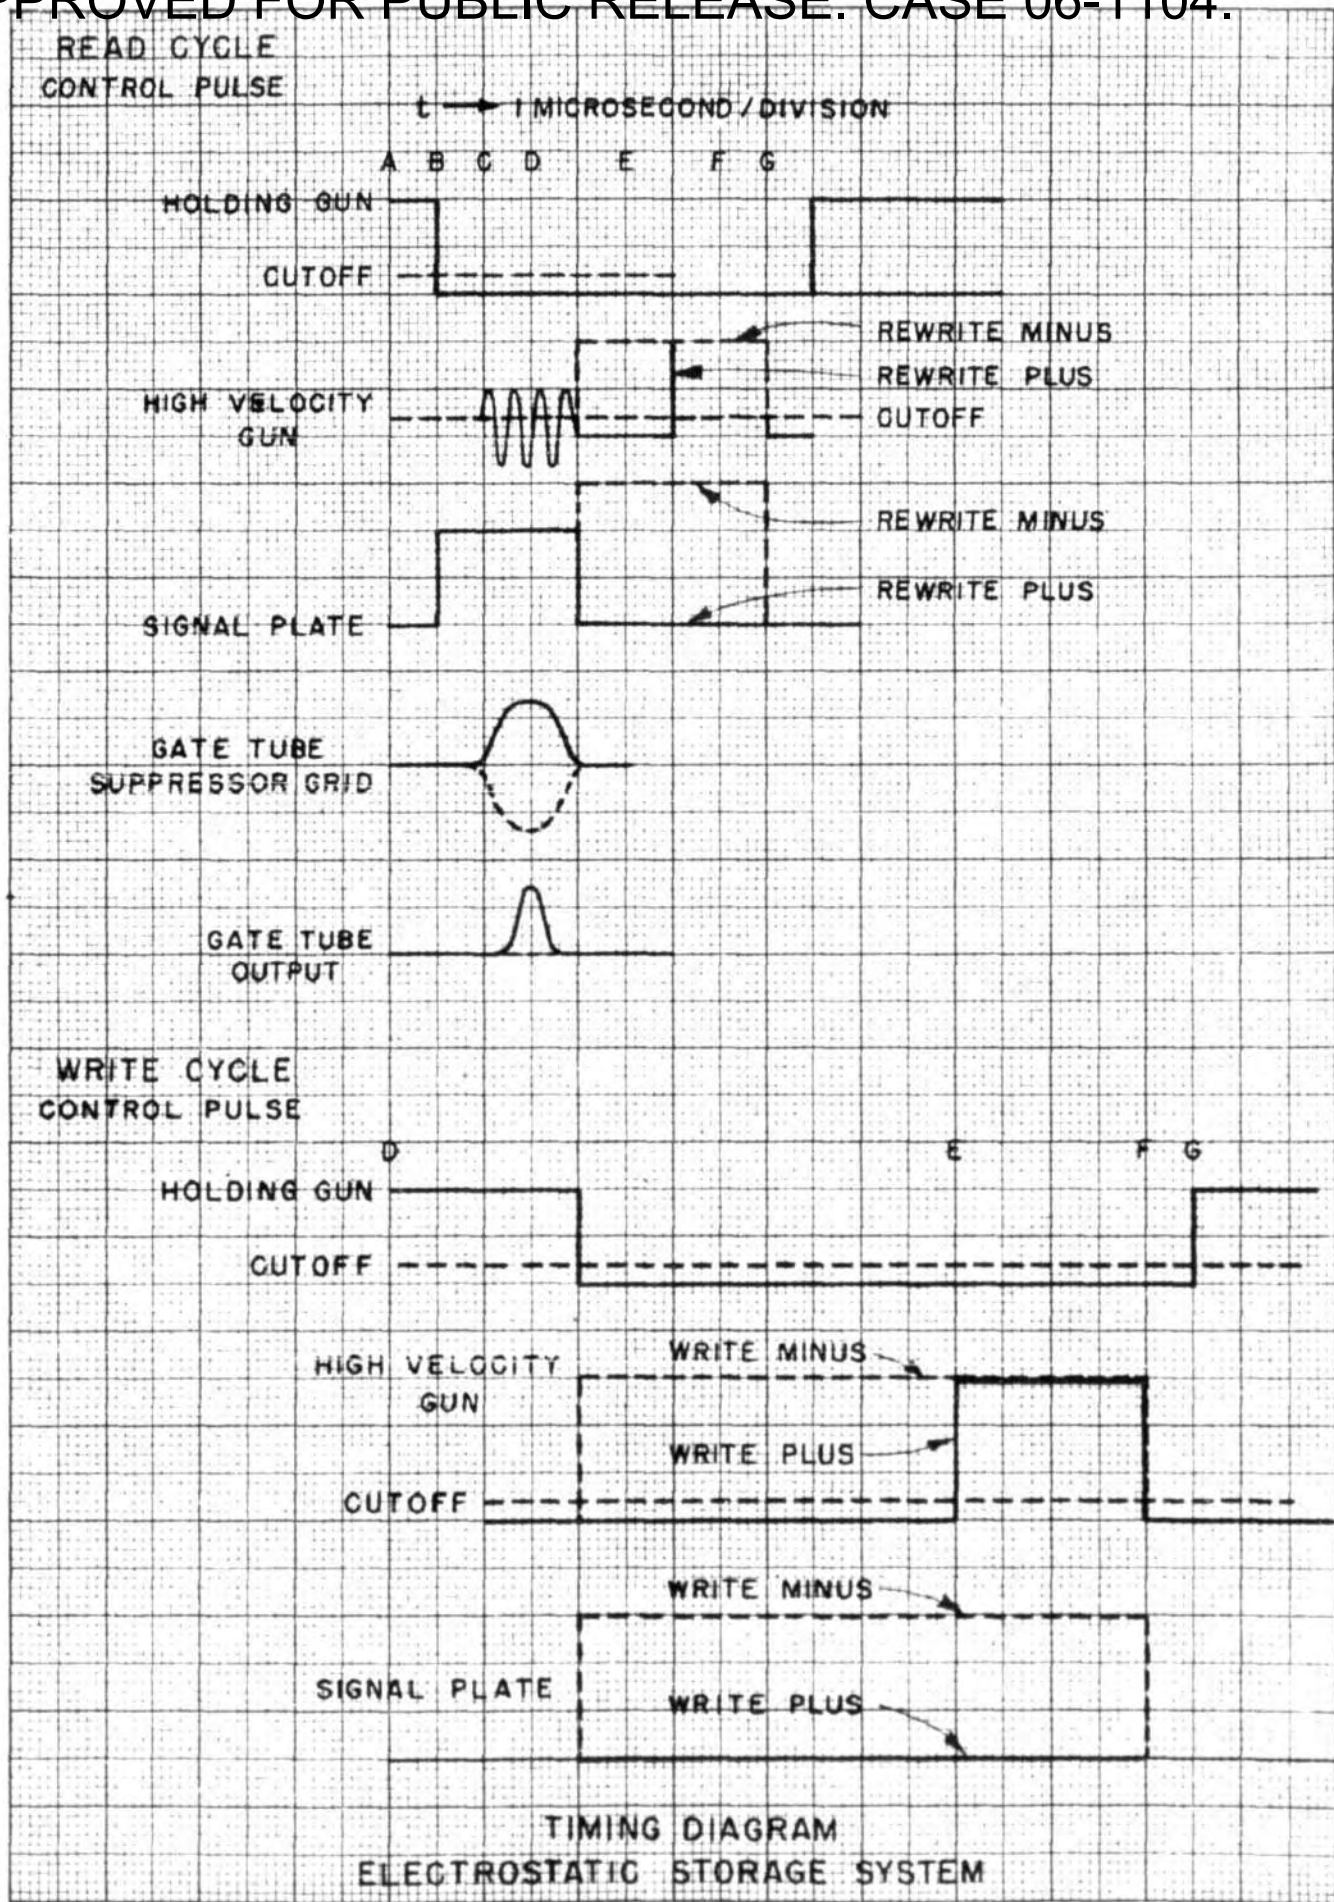 PROVED FOR PUBLIC RELEASE. CASE 06-1104.
READ CYCLE
CONTROL PULSE
t → 1 MICROSECOND / DIVISION
A B C D E F G
HOLDING GUN
CUTOFF
REWRITE MINUS
REWRITE PLUS
HIGH VELOCITY
GUN
CUTOFF
REWRITE MINUS
REWRITE PLUS
SIGNAL PLATE
GATE TUBE
SUPPRESSOR GRID
GATE TUBE
OUTPUT
WRITE CYCLE
CONTROL PULSE
D E F G
HOLDING GUN
CUTOFF
WRITE MINUS
HIGH VELOCITY
GUN
WRITE PLUS
CUTOFF
WRITE MINUS
SIGNAL PLATE
WRITE PLUS
TIMING DIAGRAM
ELECTROSTATIC STORAGE SYSTEM